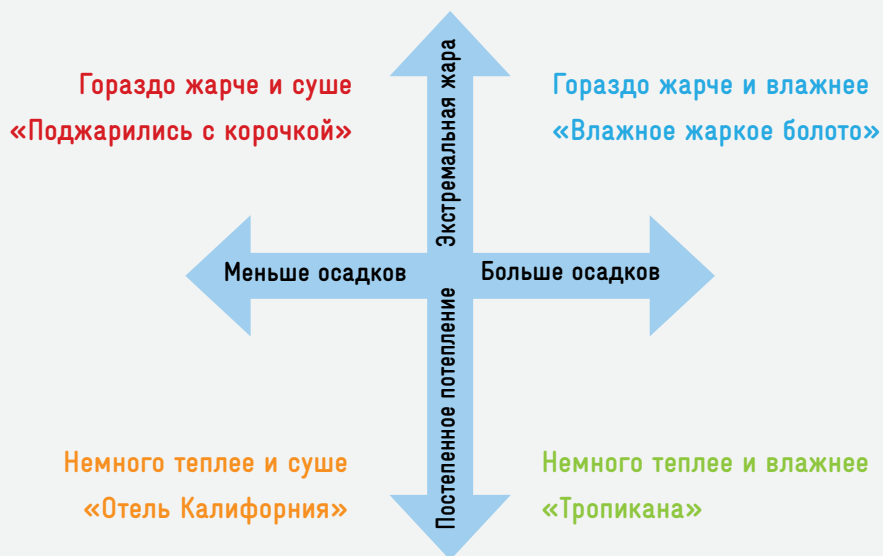 Гораздо жарче и суше
«Поджарились с корочкой»
Экстремальная жара
Гораздо жарче и влажнее
«Влажное жаркое болото»
Меньше осадков
Больше осадков
Постепенное потепление
Немного теплее и суше
«Отель Калифорния»
Немного теплее и влажнее
«Тропикана»